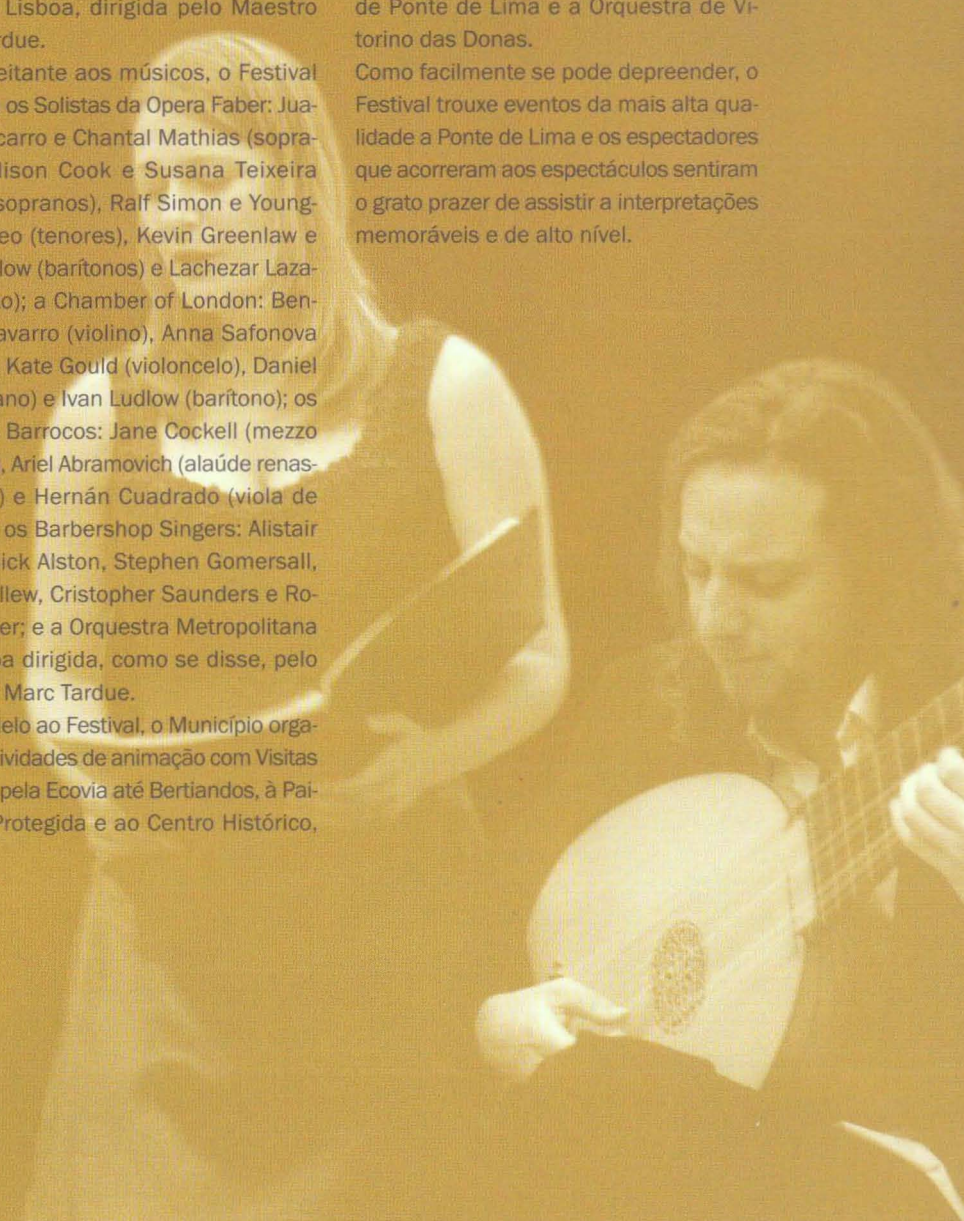 Lisboa, dirigida pelo Maestro
rdue.
eitante aos músicos, o Festival
os Solistas da Opera Faber: Jua-
carro e Chantal Mathias (sopra-
lison Cook e Susana Teixeira
sopranos), Ralf Simon e Young-
eo (tenores), Kevin Greenlaw e
low (barítonos) e Lachezar Laza-
o); a Chamber of London: Ben-
avarro (violino), Anna Safonova
Kate Gould (violoncelo), Daniel
ano) e Ivan Ludlow (barítono); os
Barrocos: Jane Cockell (mezzo
, Ariel Abramovich (alaúde renas-
) e Hernán Cuadrado (viola de
os Barbershop Singers: Alistair
ick Alston, Stephen Gomersall,
llew, Cristopher Saunders e Ro-
er; e a Orquestra Metropolitana
a dirigida, como se disse, pelo
Marc Tardue.
elo ao Festival, o Município orga-
ividades de animação com Visitas
pela Ecovia até Bertiandos, à Pai-
Protegida e ao Centro Histórico,
de Ponte de Lima e a Orquestra de Vi-
torino das Donas.
Como facilmente se pode depreender, o
Festival trouxe eventos da mais alta qua-
lidade a Ponte de Lima e os espectadores
que acorreram aos espectáculos sentiram
o grato prazer de assistir a interpretações
memoráveis e de alto nível.